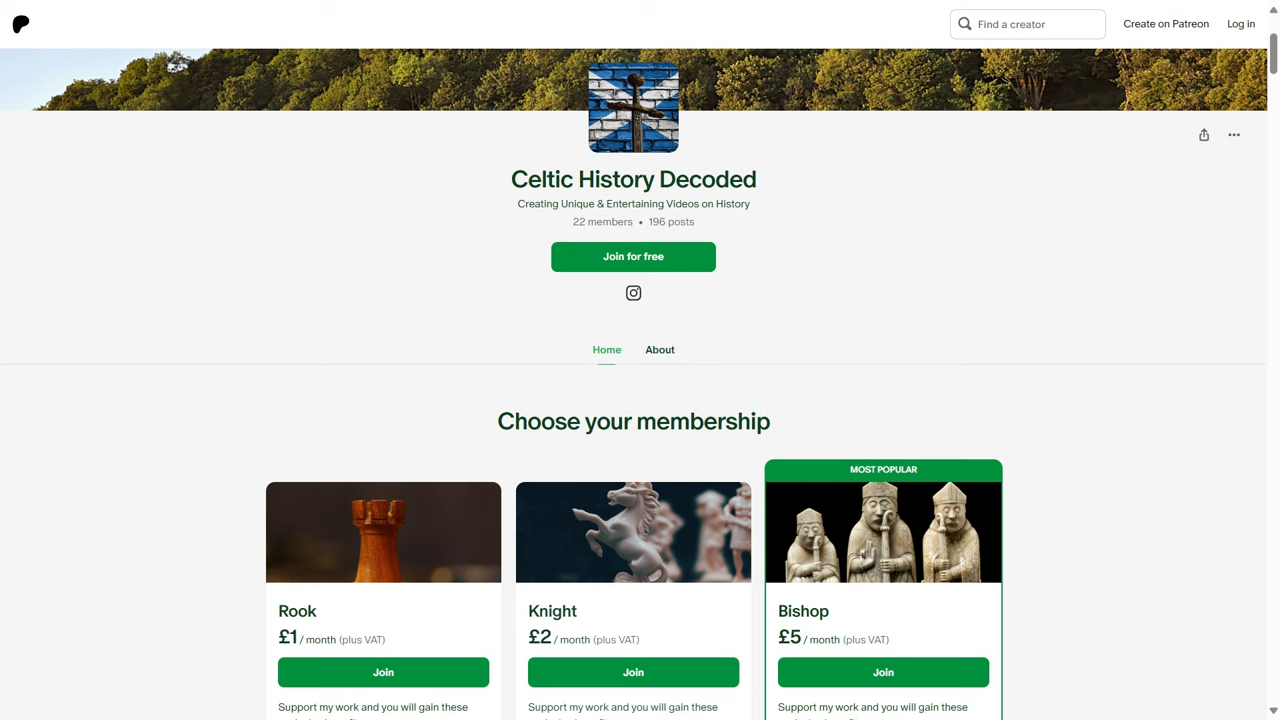 Find a creator
Create on Patreon
Log in
Celtic History Decoded
Creating Unique & Entertaining Videos on History
22 members • 196 posts
Join for free
Home
About
Choose your membership
MOST POPULAR
Rook
£1 / month (plus VAT)
Join
Support my work and you will gain these
Knight
£2 / month (plus VAT)
Join
Support my work and you will gain these
Bishop
£5 / month (plus VAT)
Join
Support my work and you will gain these